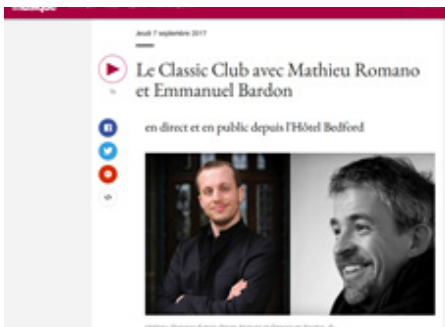 musique
Jeudi 7 septembre 2017
Le Classic Club avec Mathieu Romano
et Emmanuel Bardon
en direct et en public depuis l'Hôtel Bedford